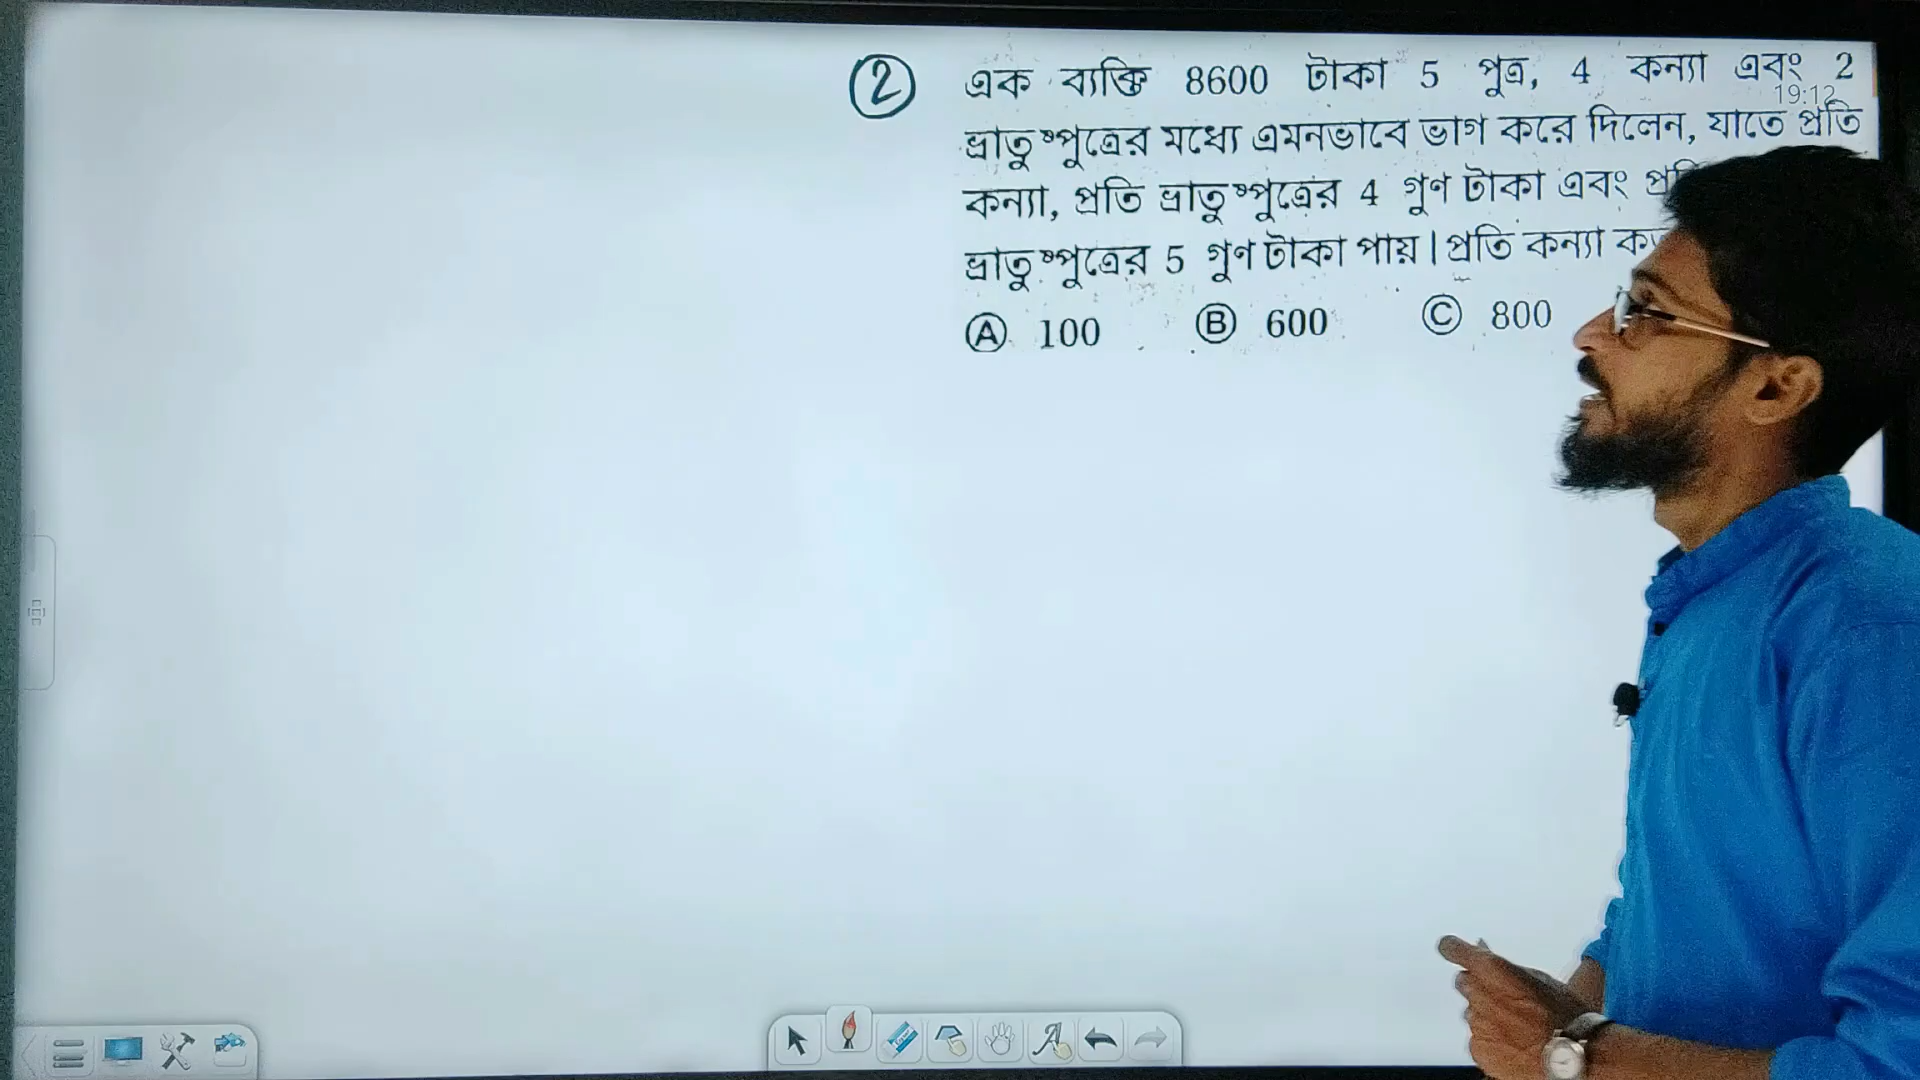 ② এক ব্যক্তি 8600 টাকা 5 পুত্র, 4 কন্যা এবং 2
19:12
ভ্রাতুষ্পুত্রের মধ্যে এমনভাবে ভাগ করে দিলেন, যাতে প্রতি
কন্যা, প্রতি ভ্রাতুষ্পুত্রের 4 গুণ টাকা এবং
ভ্রাতুষ্পুত্রের 5 গুণ টাকা পায়। প্রতি কন্যা
Ⓐ 100 Ⓑ 600 Ⓒ 800